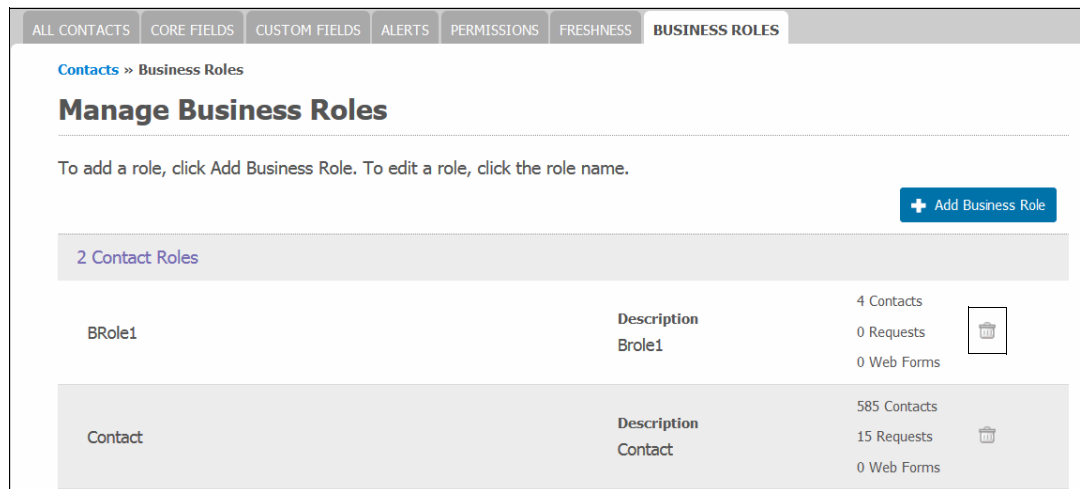 ALL CONTACTS CORE FIELDS CUSTOM FIELDS ALERTS PERMISSIONS FRESHNESS BUSINESS ROLES
Contacts » Business Roles
Manage Business Roles
To add a role, click Add Business Role. To edit a role, click the role name.
Add Business Role
2 Contact Roles
BRole1
Description
Brole1
4 Contacts
0 Requests
0 Web Forms
Contact
Description
Contact
585 Contacts
15 Requests
0 Web Forms